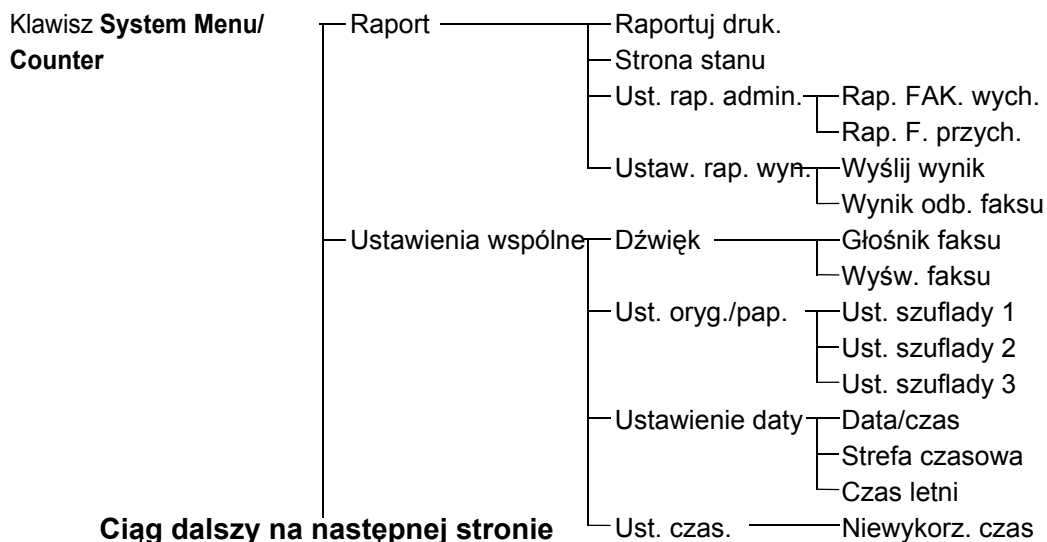 Klawisz System Menu/ Raport Raportuj druk.
Counter Strona stanu
Ust. rap. admin. Rap. FAK. wych.
Rap. F. przych.
Ustaw. rap. wyn. Wyślij wynik
Wynik odb. faksu
Ustawienia wspólne Dźwięk Głośnik faksu
Wyśw. faksu
Ust. oryg./pap. Ust. szuflady 1
Ust. szuflady 2
Ust. szuflady 3
Ustawienie daty Data/czas
Strefa czasowa
Czas letni
Ciąg dalszy na następnej stronie Ust. czas. Niewykorz. czas